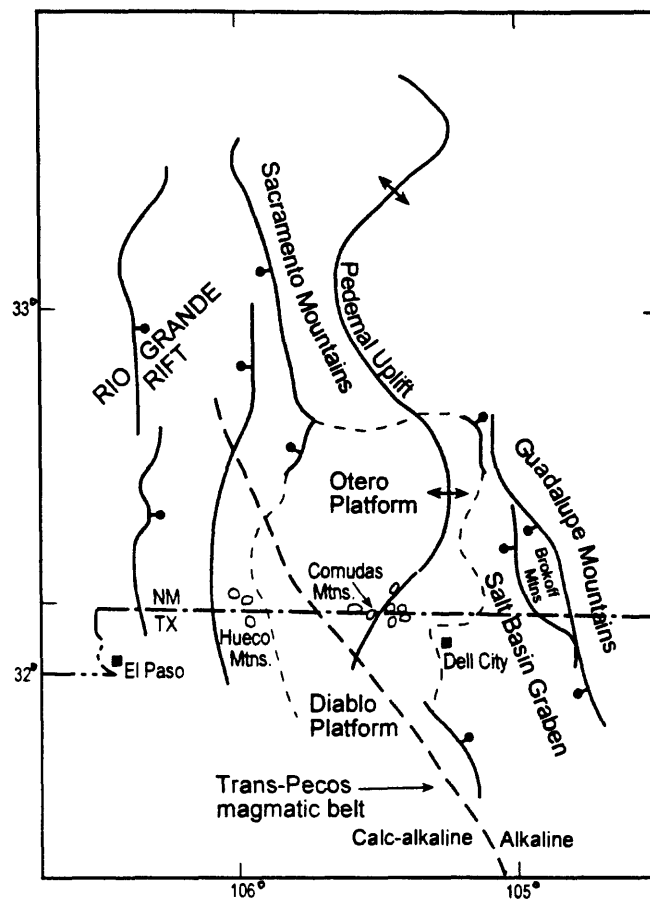 Sacramento Mountains
33°
RIO GRANDE
RIFT
Pedernal Uplift
Otero
Platform
Guadalupe Mountains
Brokoff
Mtns
Cornudas
Mtns.
NM
TX
Hueco
Mtns.
Salt Basin Graben
El Paso
Dell City
32°
Diablo
Platform
Trans-Pecos
magmatic belt
Calc-alkaline
Alkaline
106°
105°